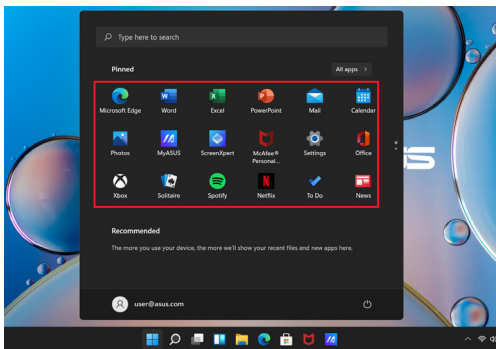 Type here to search
Pinned
All apps >
Microsoft Edge
Word
Excel
PowerPoint
Mail
Calendar
Photos
MyASUS
ScreenXpert
McAfee®
Personal...
Settings
Office
Xbox
Solitaire
Spotify
Netflix
To Do
News
Recommended
The more you use your device, the more we'll show your recent files and new apps here.
user@asus.com